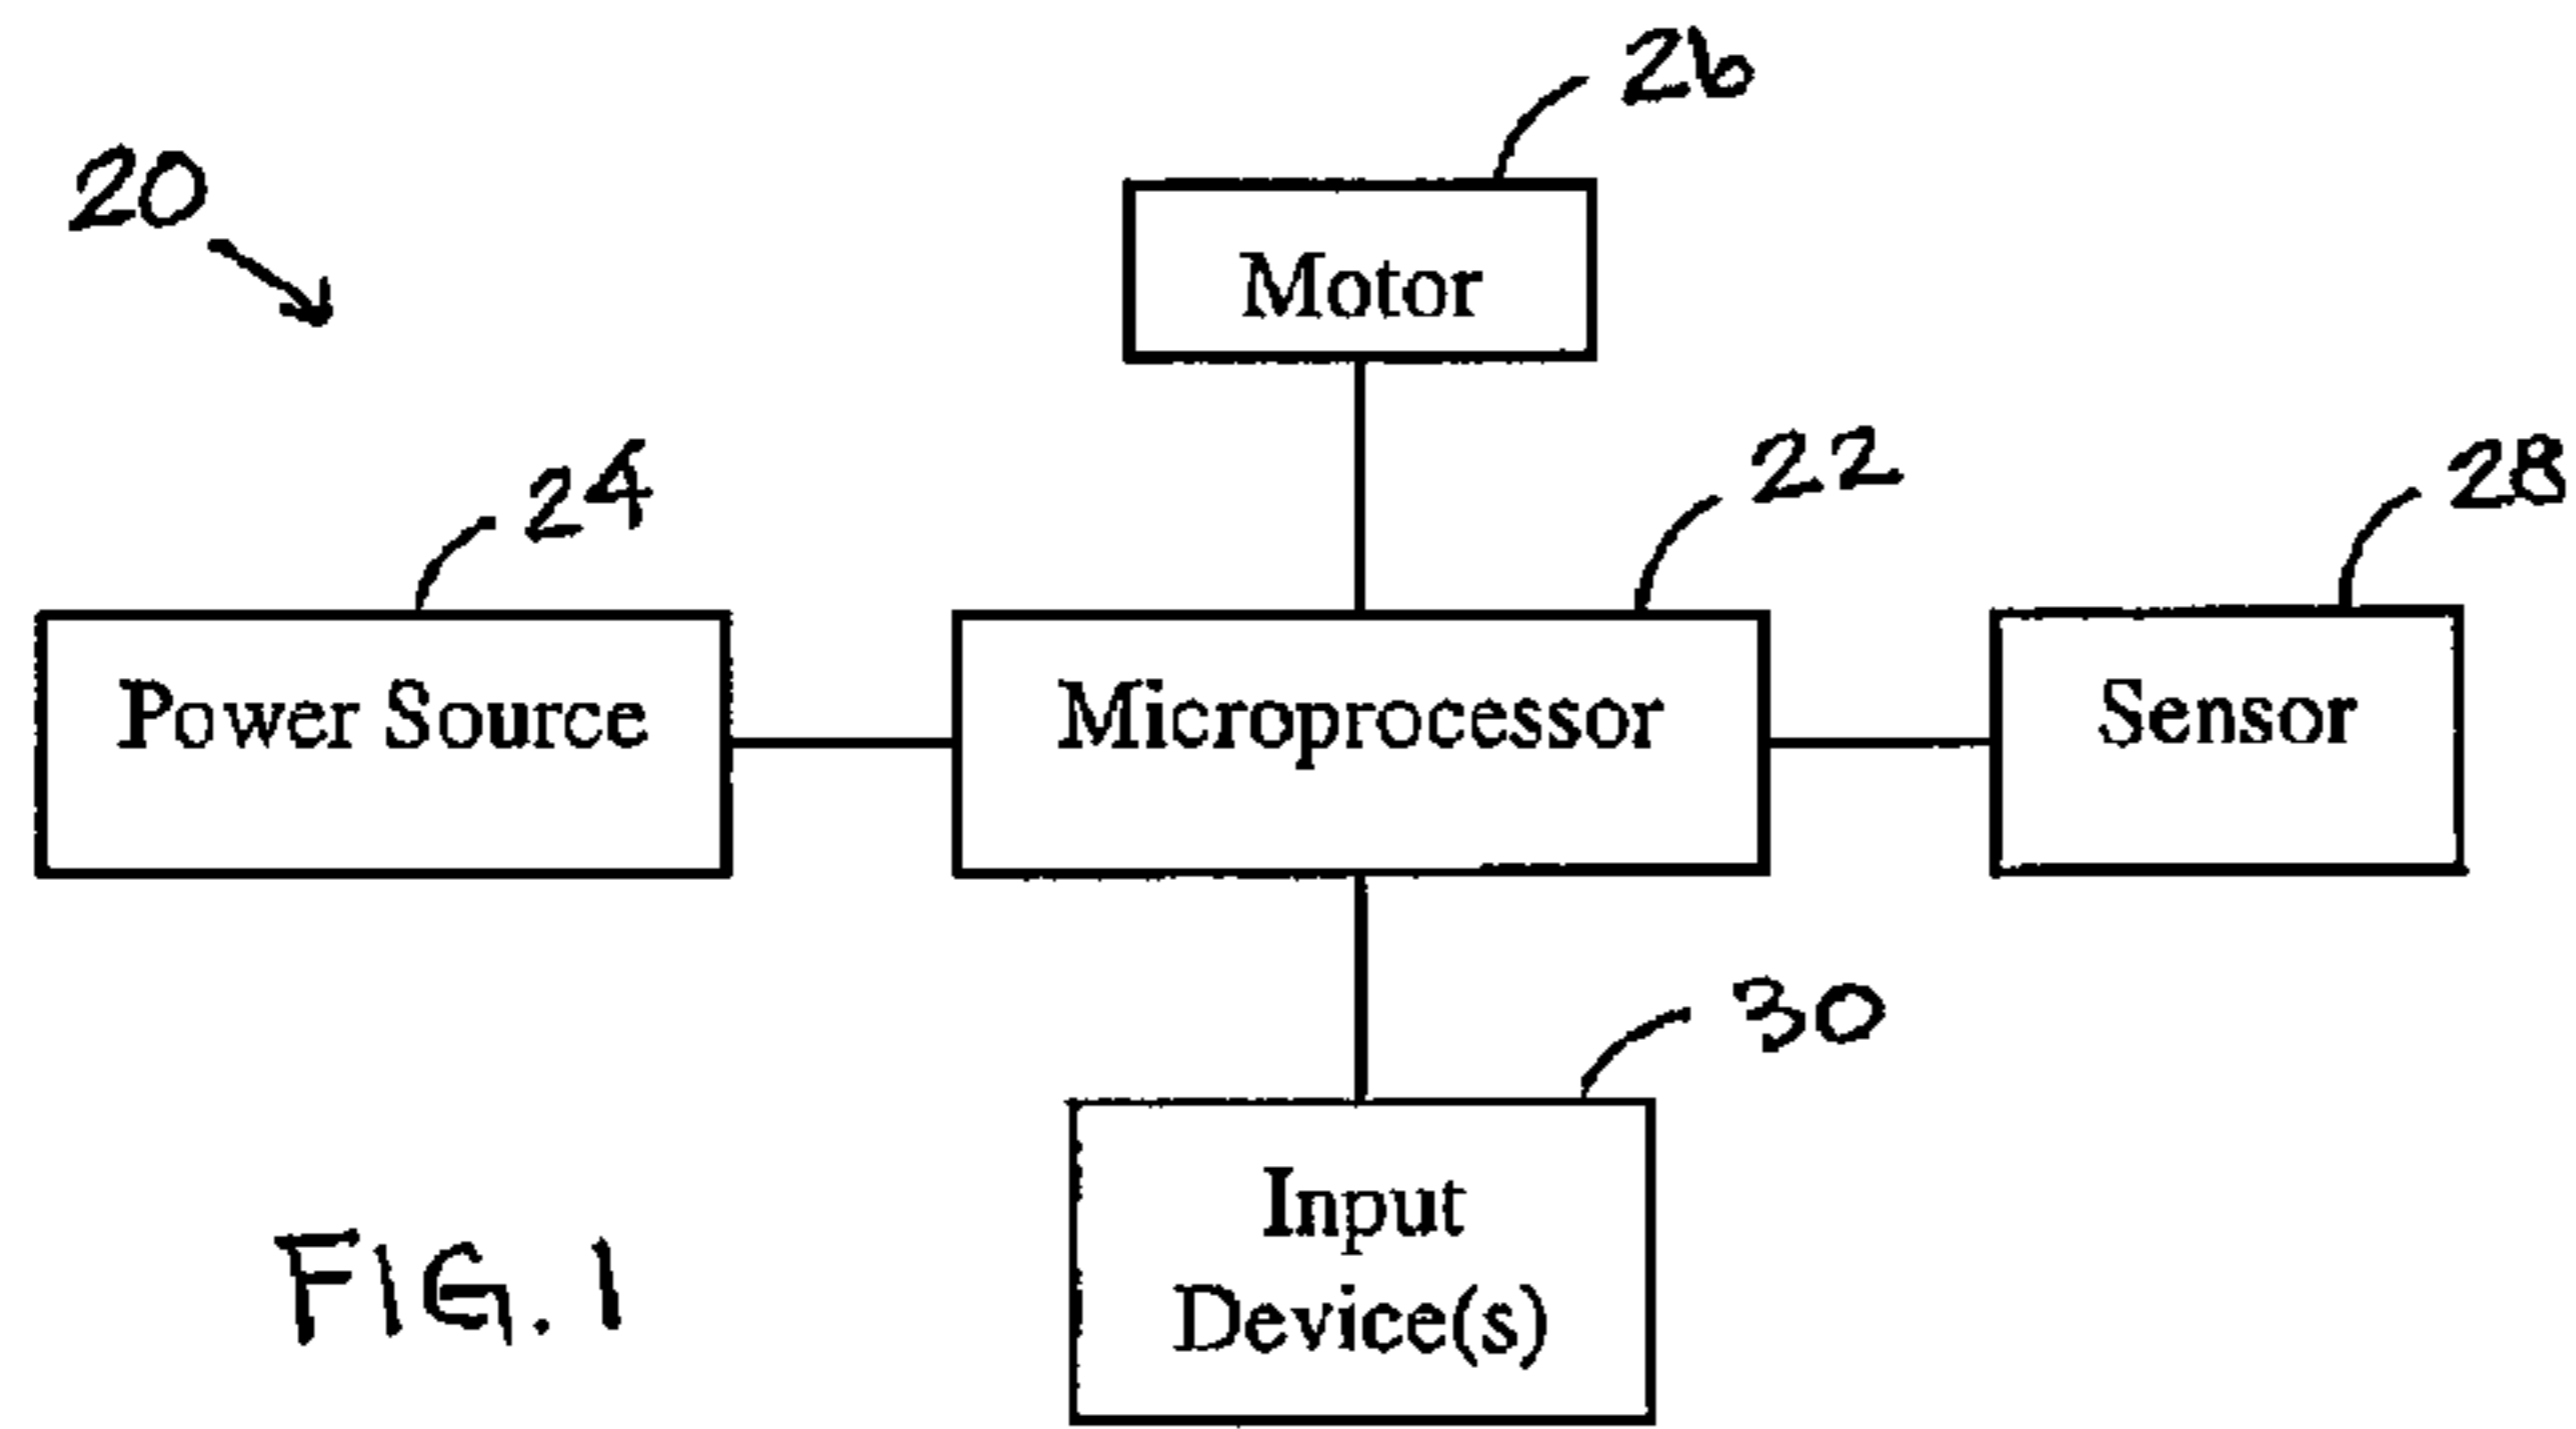 26
20
Motor
24
22
28
Power Source
Microprocessor
Sensor
30
Input
Device(s)
FIG. 1